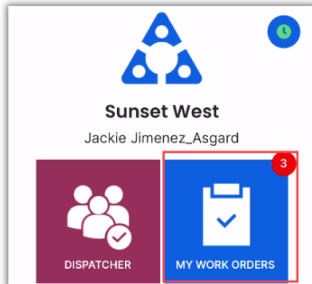 Sunset West
Jackie Jimenez_Asgard
3
DISPATCHER
MY WORK ORDERS